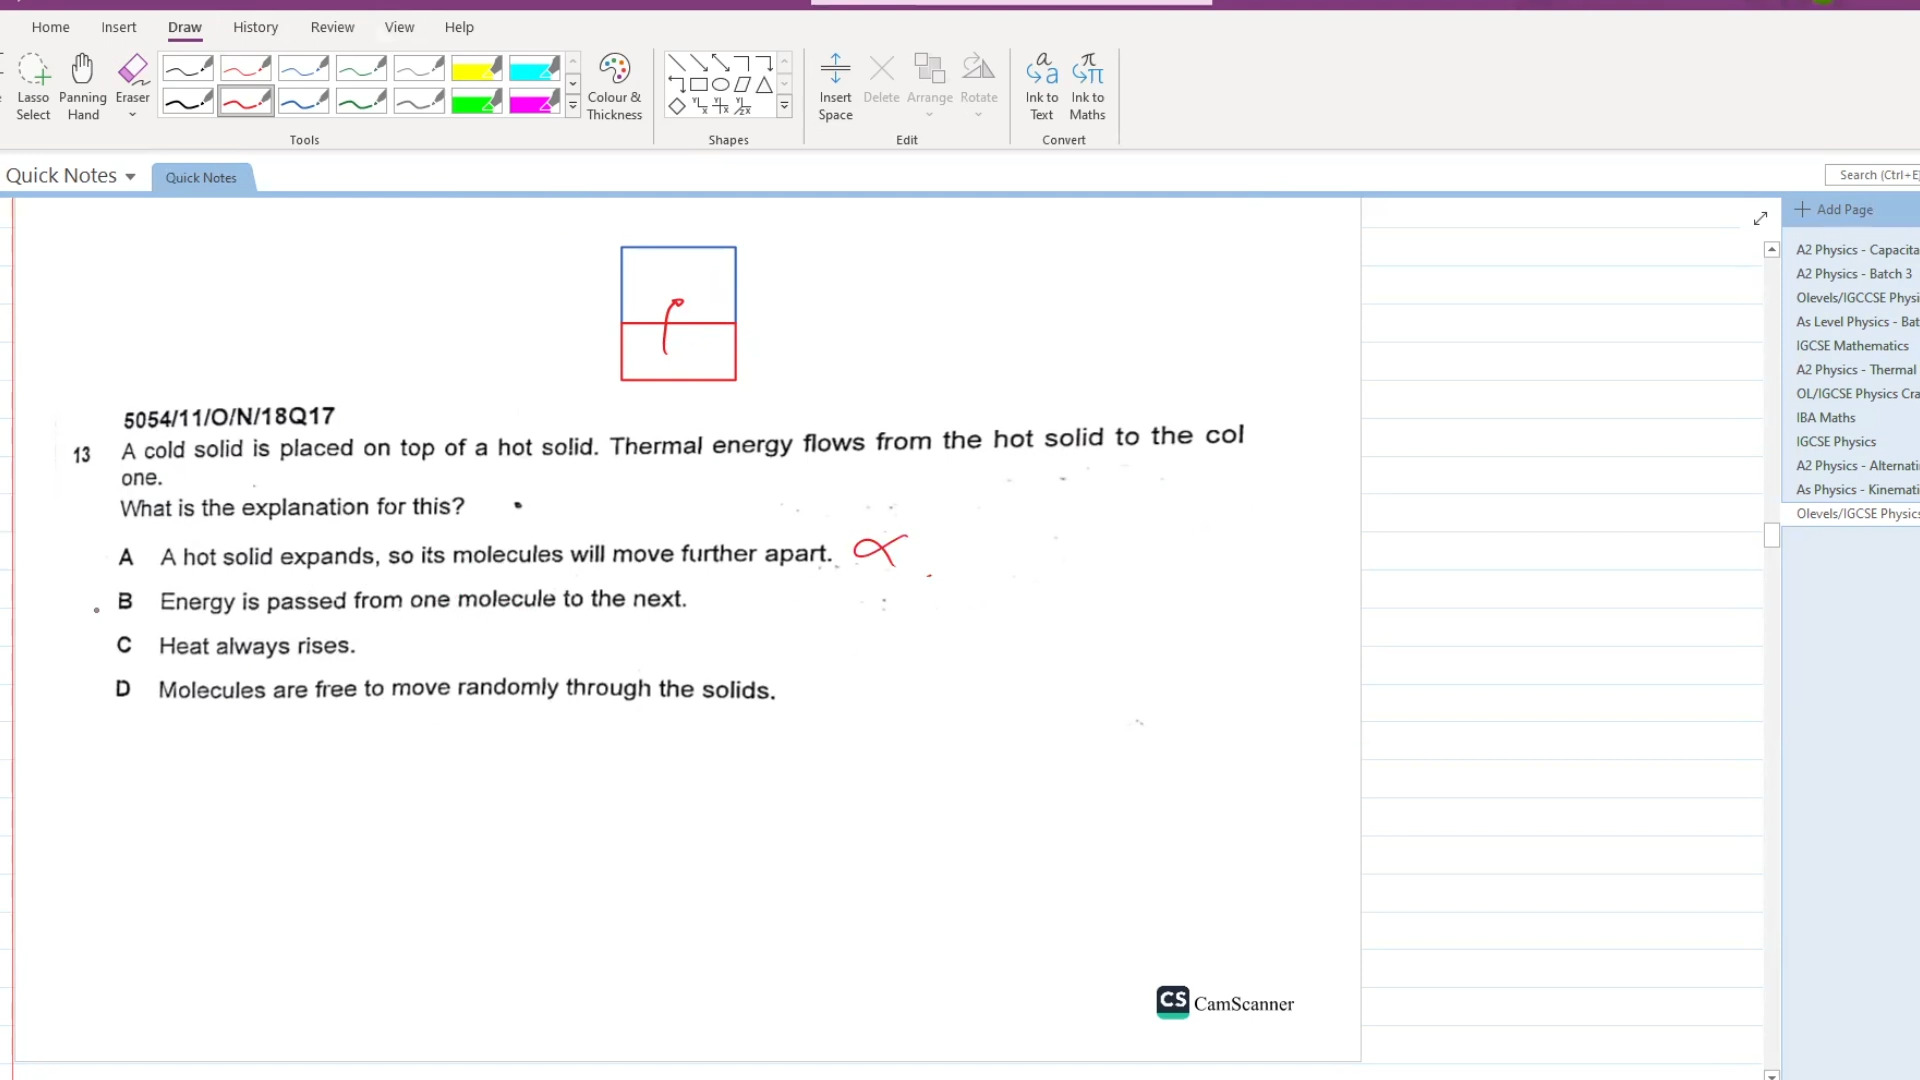 Home Insert Draw History Review View Help
Lasso Select
Panning Hand
Eraser
Colour & Thickness
Insert Space
Delete
Arrange
Rotate
Ink to Text
Ink to Maths
Tools
Shapes
Edit
Convert
Quick Notes
Quick Notes
Search (Ctrl+E
Add Page
A2 Physics - Capacita
A2 Physics - Batch 3
Olevels/IGCCSE Physi
As Level Physics - Bat
IGCSE Mathematics
A2 Physics - Thermal
OL/IGCSE Physics Cra
IBA Maths
IGCSE Physics
A2 Physics - Alternati
As Physics - Kinemati
Olevels/IGCSE Physics
5054/11/O/N/18Q17
13 A cold solid is placed on top of a hot solid. Thermal energy flows from the hot solid to the col
one.
What is the explanation for this?
A A hot solid expands, so its molecules will move further apart.
B Energy is passed from one molecule to the next.
C Heat always rises.
D Molecules are free to move randomly through the solids.
CS CamScanner